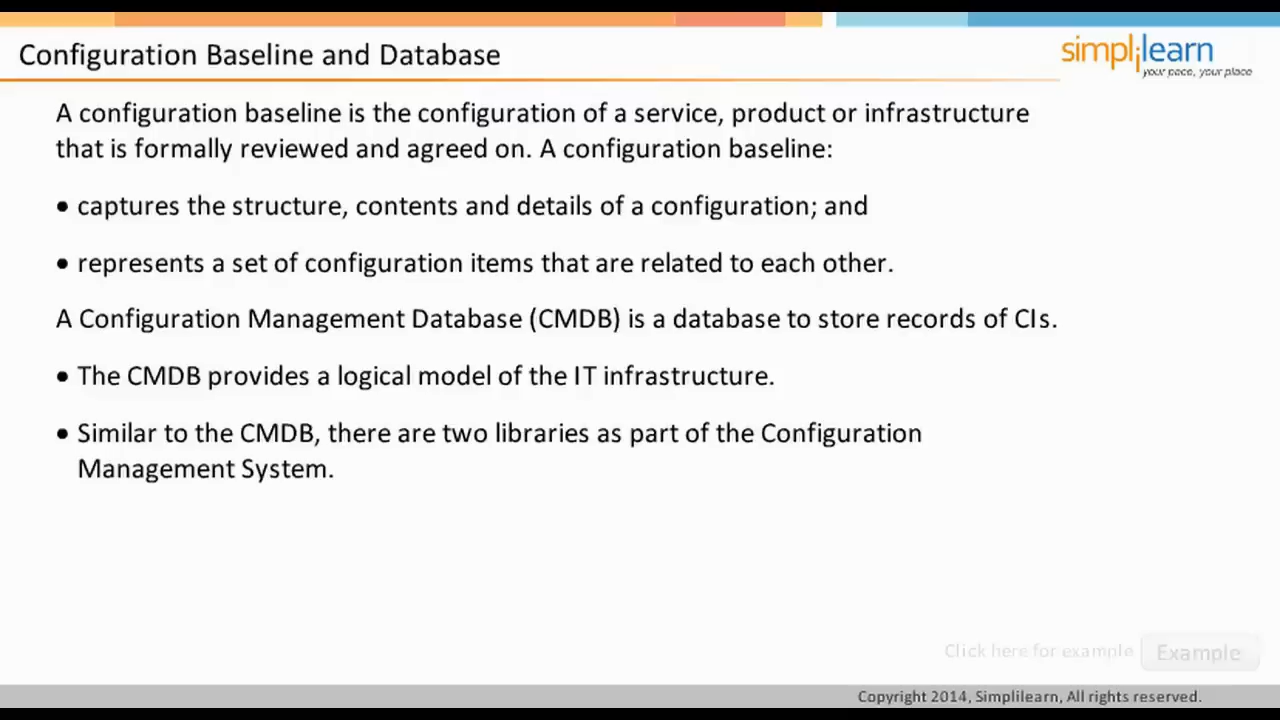 Configuration Baseline and Database
simplilearn
your pace, your place
A configuration baseline is the configuration of a service, product or infrastructure
that is formally reviewed and agreed on. A configuration baseline:
• captures the structure, contents and details of a configuration; and
• represents a set of configuration items that are related to each other.
A Configuration Management Database (CMDB) is a database to store records of CIs.
• The CMDB provides a logical model of the IT infrastructure.
• Similar to the CMDB, there are two libraries as part of the Configuration
Management System.
Click here for example Example
Copyright 2014, Simplilearn, All rights reserved.